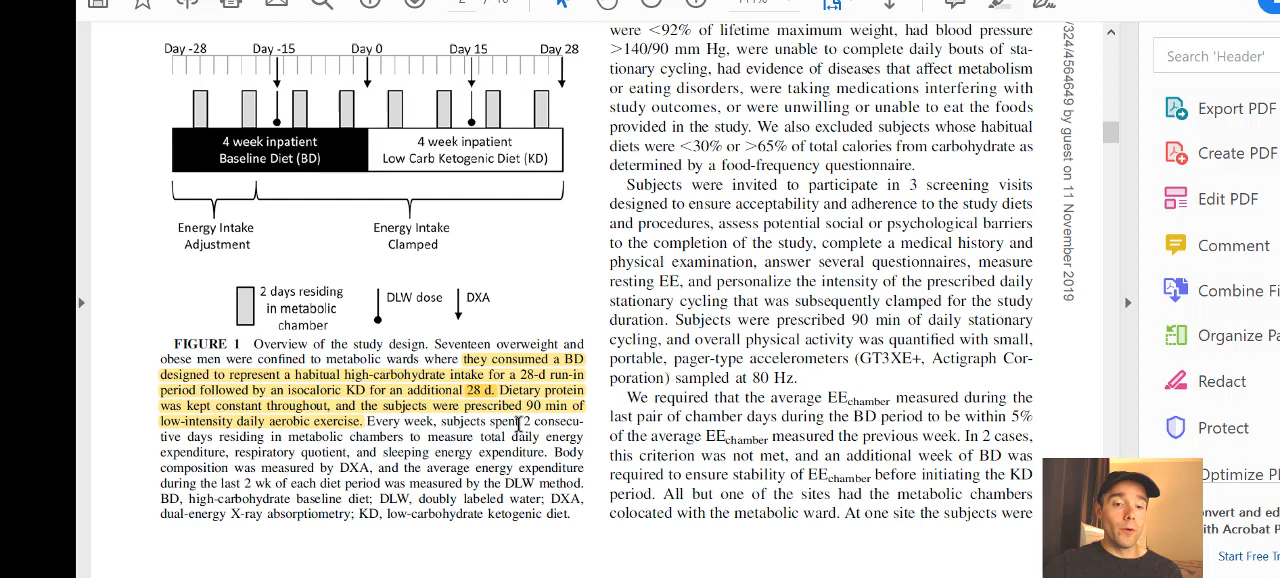 2
111%
Day -28
Day -15
Day 0
Day 15
Day 28
4 week inpatient
Baseline Diet (BD)
4 week inpatient
Low Carb Ketogenic Diet (KD)
Energy Intake
Adjustment
Energy Intake
Clamped
2 days residing
in metabolic
chamber
DLW dose
DXA
FIGURE 1 Overview of the study design. Seventeen overweight and
obese men were confined to metabolic wards where they consumed a BD
designed to represent a habitual high-carbohydrate intake for a 28-d run-in
period followed by an isocaloric KD for an additional 28 d. Dietary protein
was kept constant throughout, and the subjects were prescribed 90 min of
low-intensity daily aerobic exercise. Every week, subjects spent 2 consecu-
tive days residing in metabolic chambers to measure total daily energy
expenditure, respiratory quotient, and sleeping energy expenditure. Body
composition was measured by DXA, and the average energy expenditure
during the last 2 wk of each diet period was measured by the DLW method.
BD, high-carbohydrate baseline diet; DLW, doubly labeled water; DXA,
dual-energy X-ray absorptiometry; KD, low-carbohydrate ketogenic diet.
were <92% of lifetime maximum weight, had blood pressure
>140/90 mm Hg, were unable to complete daily bouts of sta-
tionary cycling, had evidence of diseases that affect metabolism
or eating disorders, were taking medications interfering with
study outcomes, or were unwilling or unable to eat the foods
provided in the study. We also excluded subjects whose habitual
diets were <30% or >65% of total calories from carbohydrate as
determined by a food-frequency questionnaire.
Subjects were invited to participate in 3 screening visits
designed to ensure acceptability and adherence to the study diets
and procedures, assess potential social or psychological barriers
to the completion of the study, complete a medical history and
physical examination, answer several questionnaires, measure
resting EE, and personalize the intensity of the prescribed daily
stationary cycling that was subsequently clamped for the study
duration. Subjects were prescribed 90 min of daily stationary
cycling, and overall physical activity was quantified with small,
portable, pager-type accelerometers (GT3XE+, Actigraph Cor-
poration) sampled at 80 Hz.
We required that the average EEchamber measured during the
last pair of chamber days during the BD period to be within 5%
of the average EEchamber measured the previous week. In 2 cases,
this criterion was not met, and an additional week of BD was
required to ensure stability of EEchamber before initiating the KD
period. All but one of the sites had the metabolic chambers
colocated with the metabolic ward. At one site the subjects were
/324/4564649 by guest on 11 November 2019
Search 'Header'
Export PDF
Create PDF
Edit PDF
Comment
Combine Fi
Organize Pa
Redact
Protect
Optimize PD
nvert and ed
ith Acrobat P
Start Free Tr